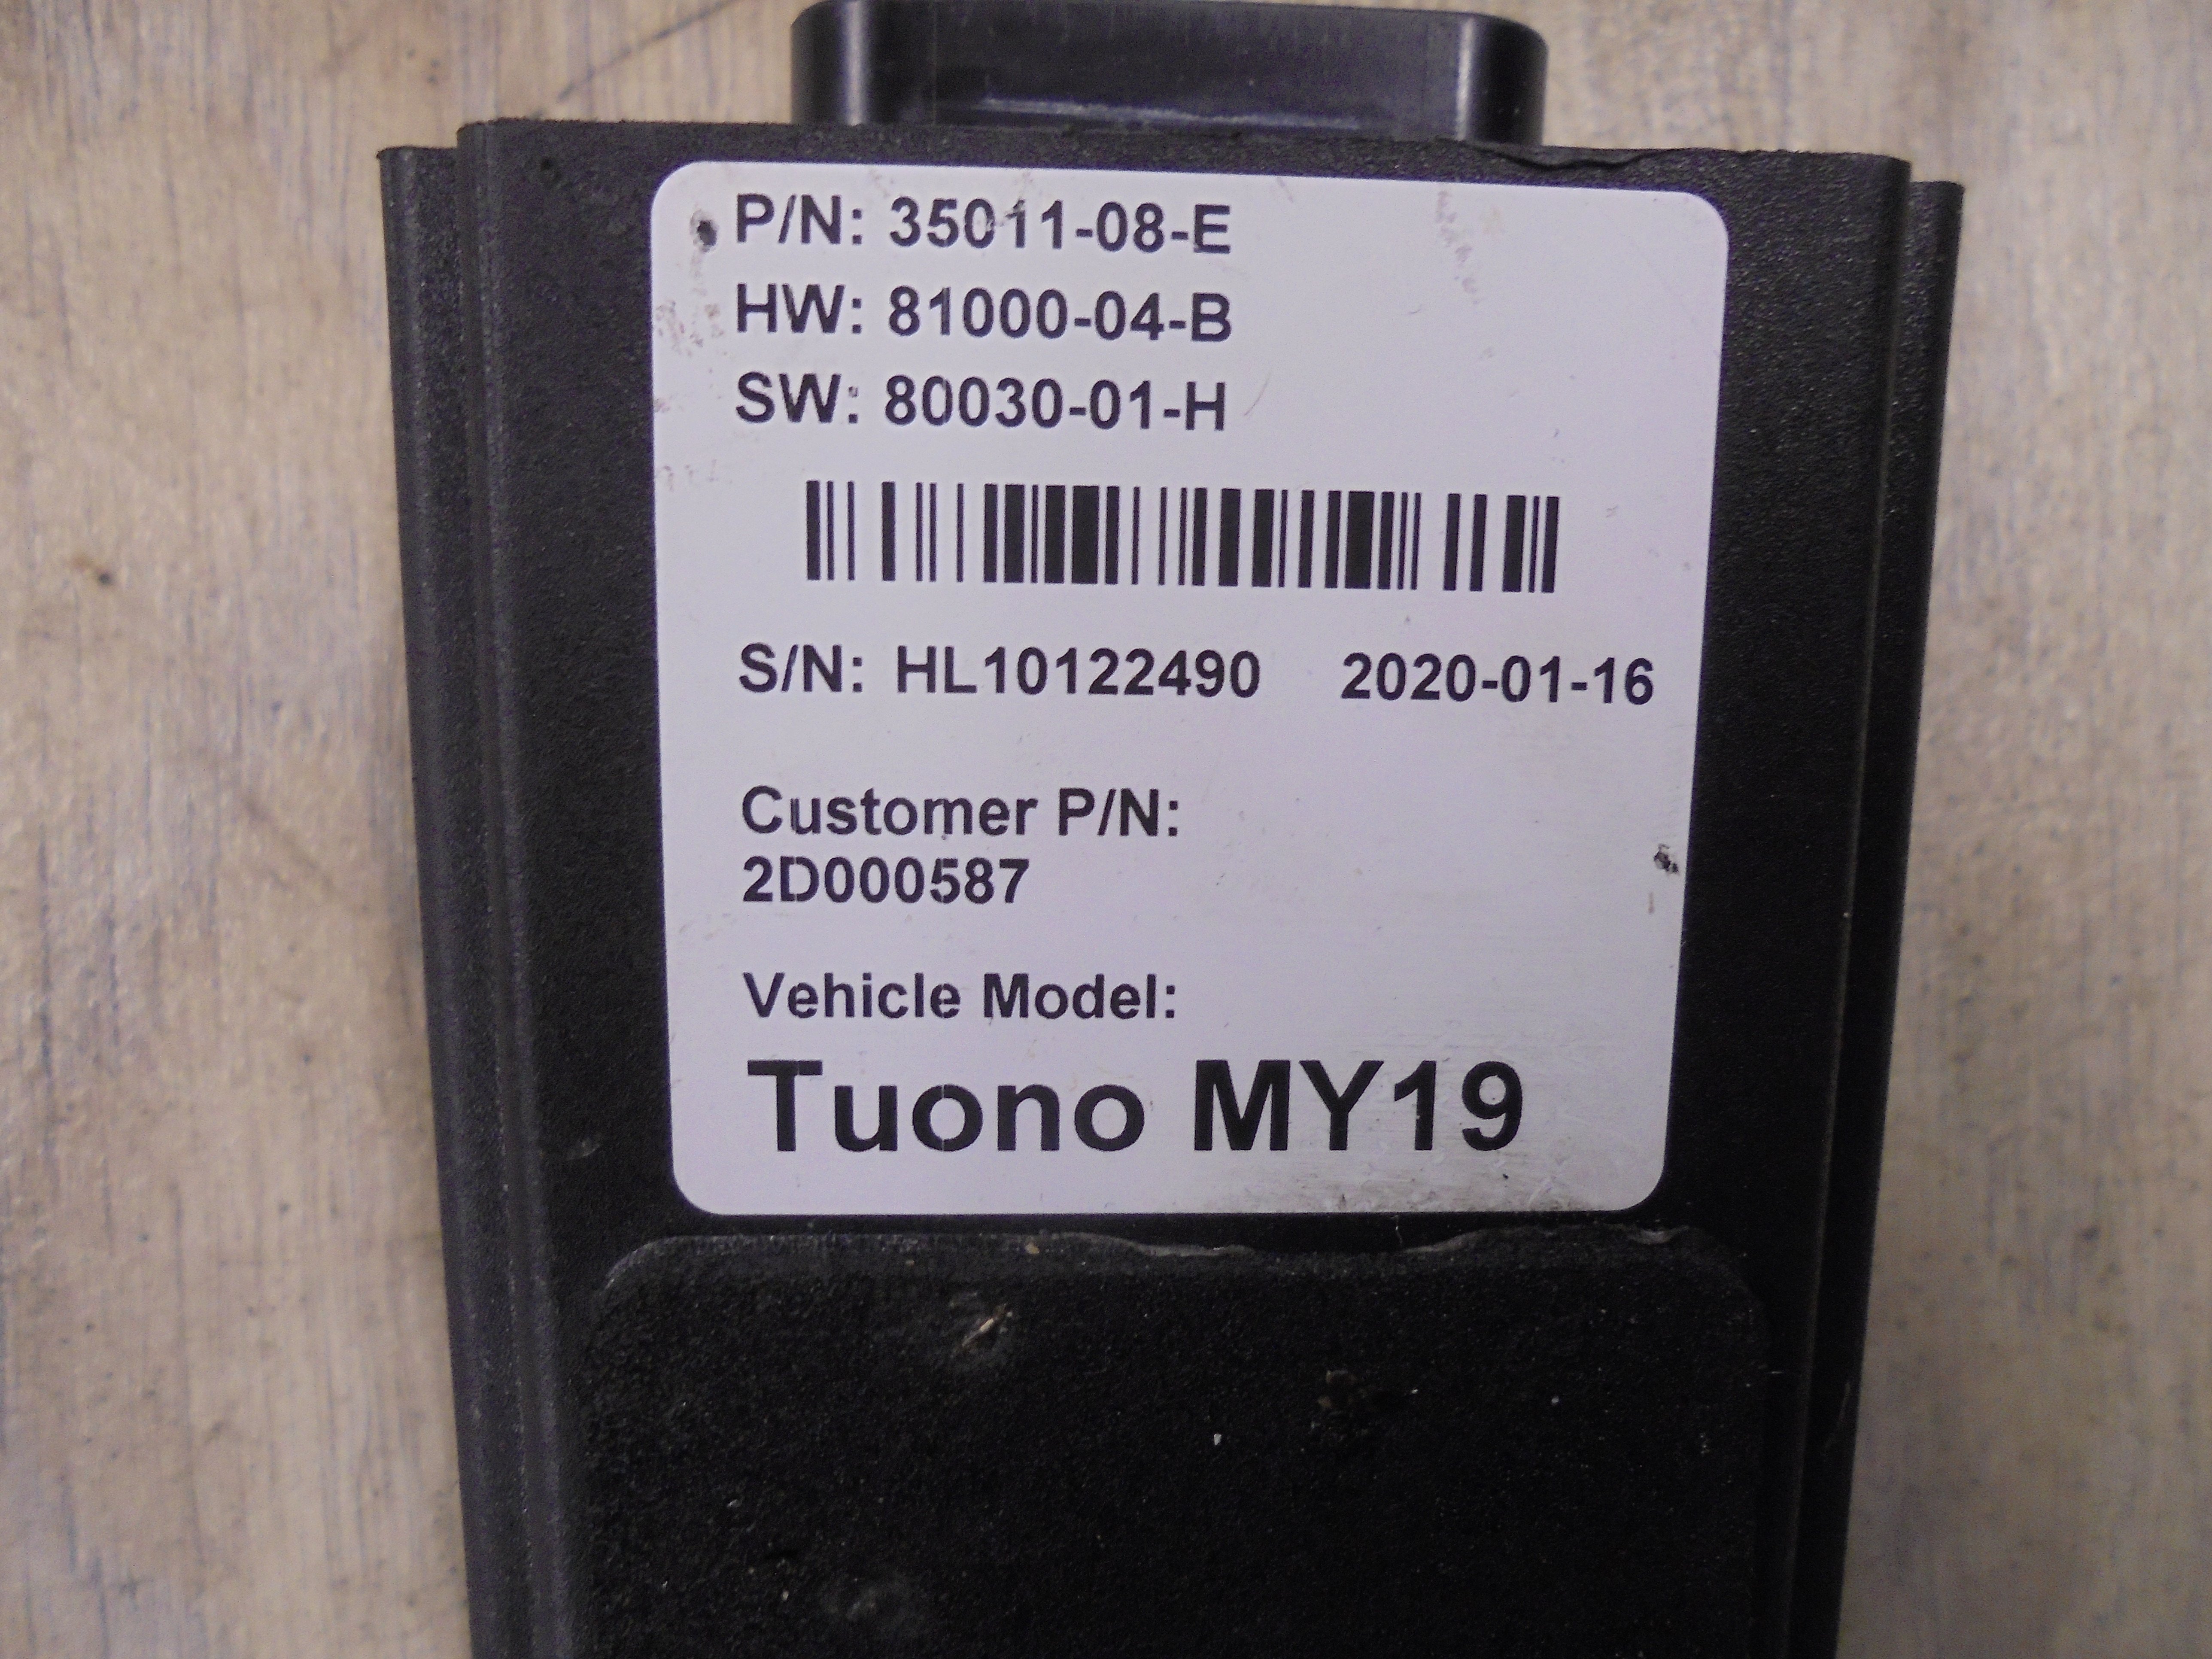 P/N: 35011-08-E
HW: 81000-04-B
SW: 80030-01-H
S/N: HL10122490 2020-01-16
Customer P/N:
2D000587
Vehicle Model:
Tuono MY19